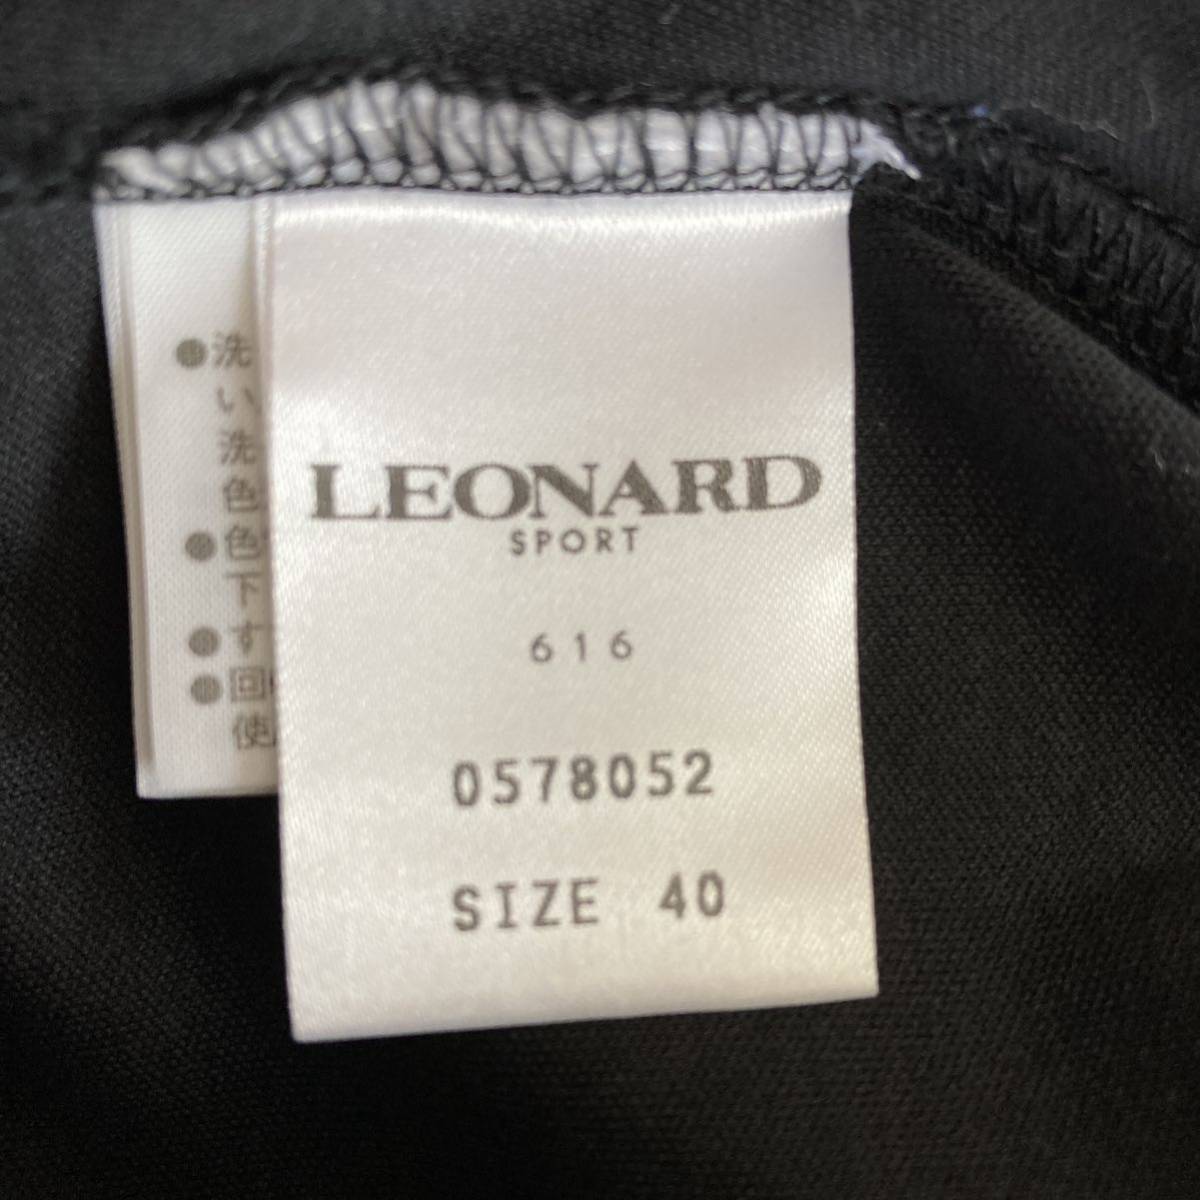 LEONARD
SPORT
616
0578052
SIZE 40
●洗
い
洗
色
●色
下
●す
●回
使